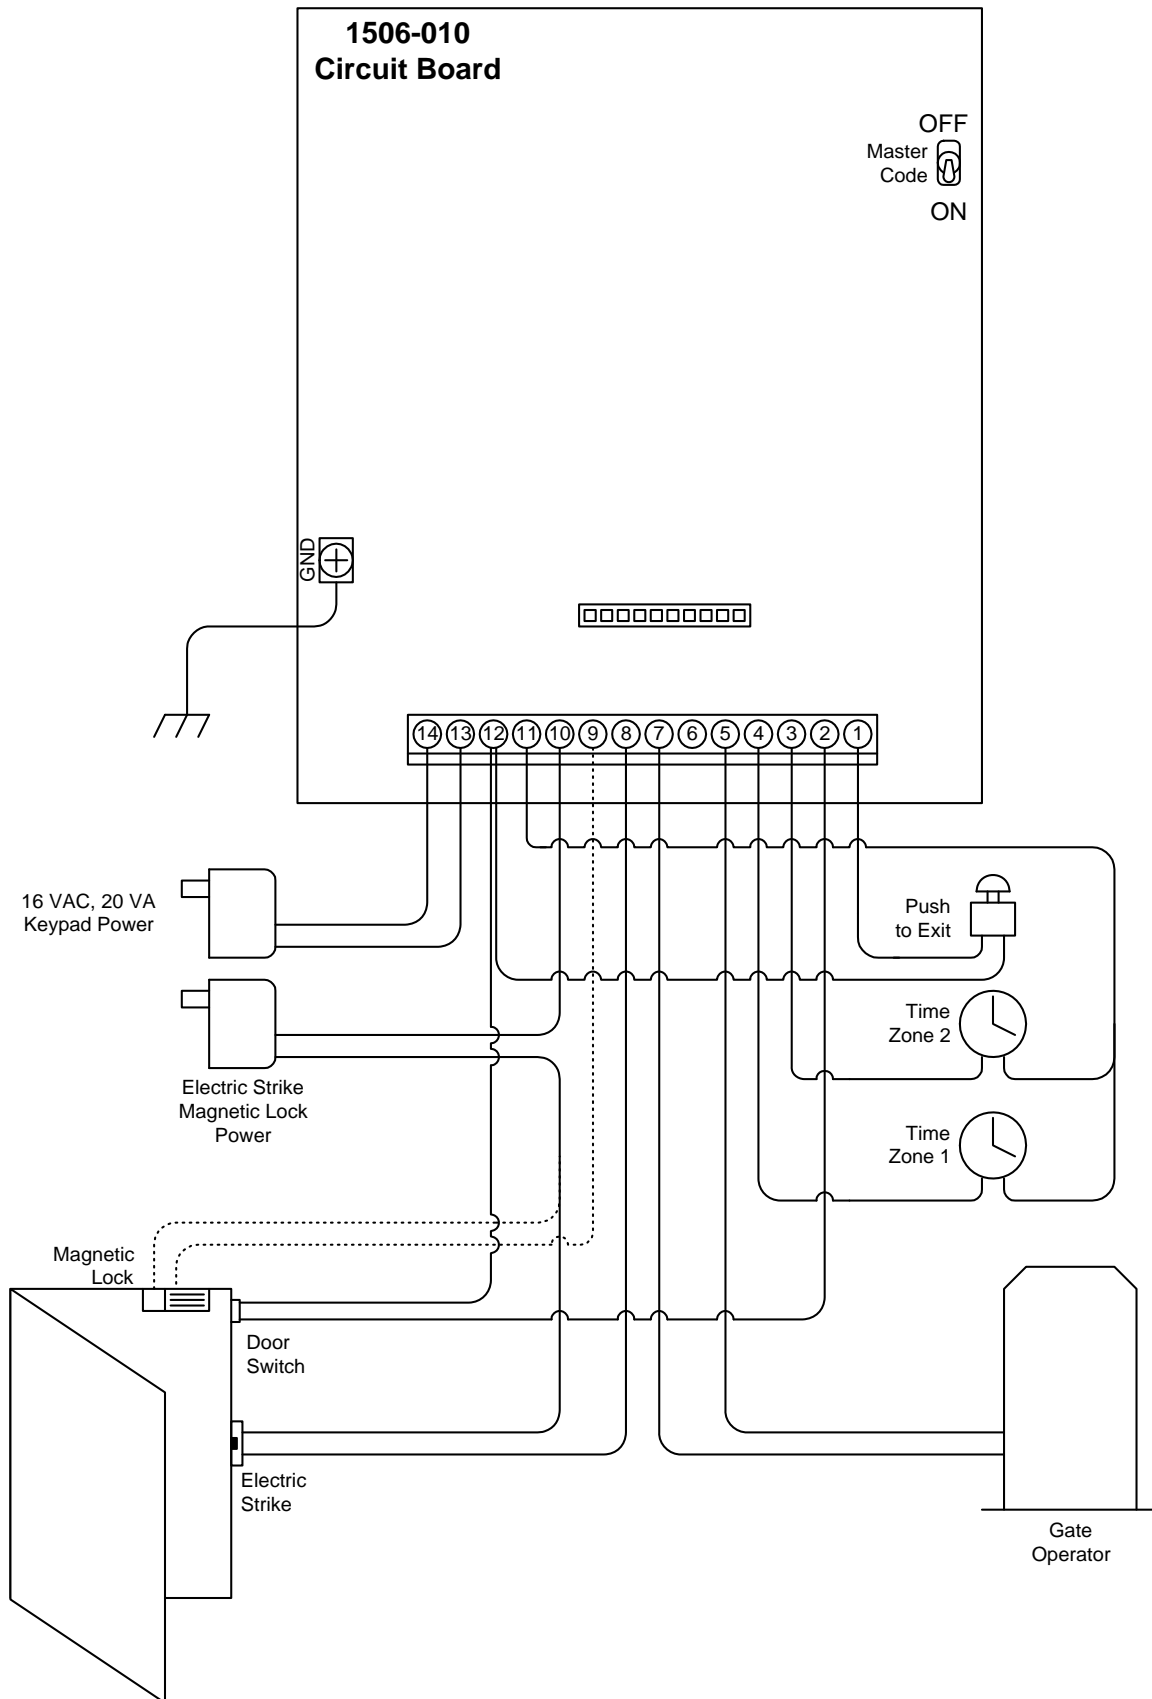 1506-010
Circuit Board
OFF
Master
Code
ON
GND
14 13 12 11 10 9 8 7 6 5 4 3 2 1
16 VAC, 20 VA
Keypad Power
Push
to Exit
Time
Zone 2
Electric Strike
Magnetic Lock
Power
Time
Zone 1
Magnetic
Lock
Door
Switch
Electric
Strike
Gate
Operator